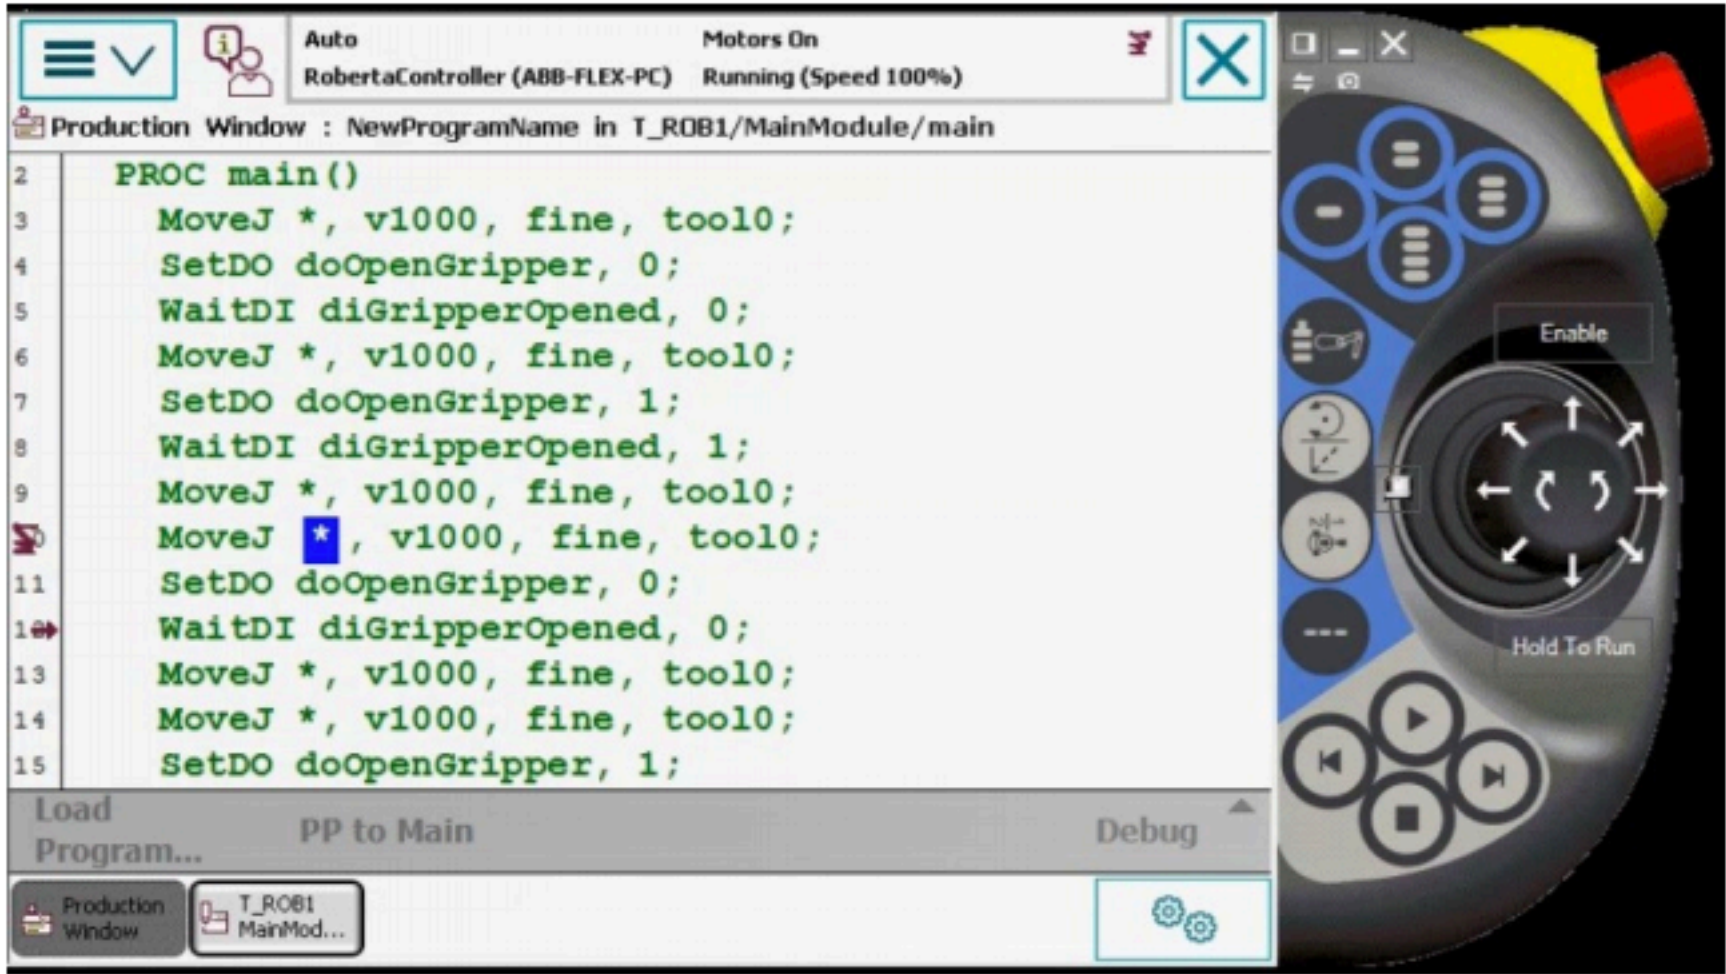 Auto
Motors On
RobertaController (ABB-FLEX-PC)
Running (Speed 100%)
Production Window : NewProgramName in T_ROB1/MainModule/main
2 PROC main()
3 MoveJ *, v1000, fine, tool0;
4 SetDO doOpenGripper, 0;
5 WaitDI diGripperOpened, 0;
6 MoveJ *, v1000, fine, tool0;
7 SetDO doOpenGripper, 1;
8 WaitDI diGripperOpened, 1;
9 MoveJ *, v1000, fine, tool0;
MoveJ * , v1000, fine, tool0;
11 SetDO doOpenGripper, 0;
WaitDI diGripperOpened, 0;
13 MoveJ *, v1000, fine, tool0;
14 MoveJ *, v1000, fine, tool0;
15 SetDO doOpenGripper, 1;
Load
Program...
PP to Main
Debug
Production
Window
T_ROB1
MainMod...
Enable
Hold To Run